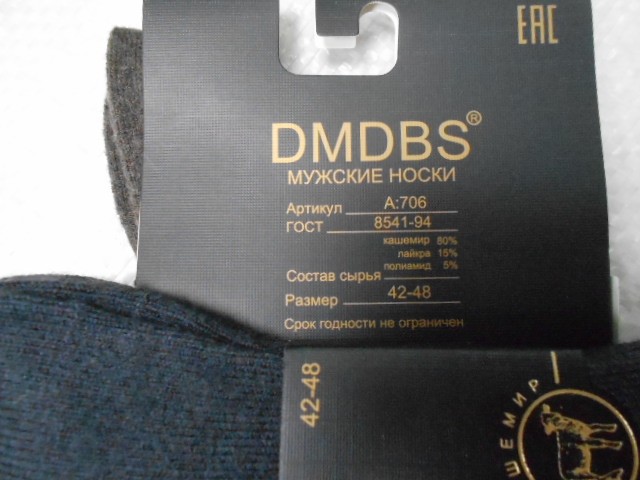 EAC
DMDBS®
МУЖСКИЕ НОСКИ
Артикул A:706
ГОСТ 8541-94
кашемир 80%
лайкра 15%
полиамид 5%
Состав сырья
Размер 42-48
Срок годности не ограничен
42-48
ШЕМИР